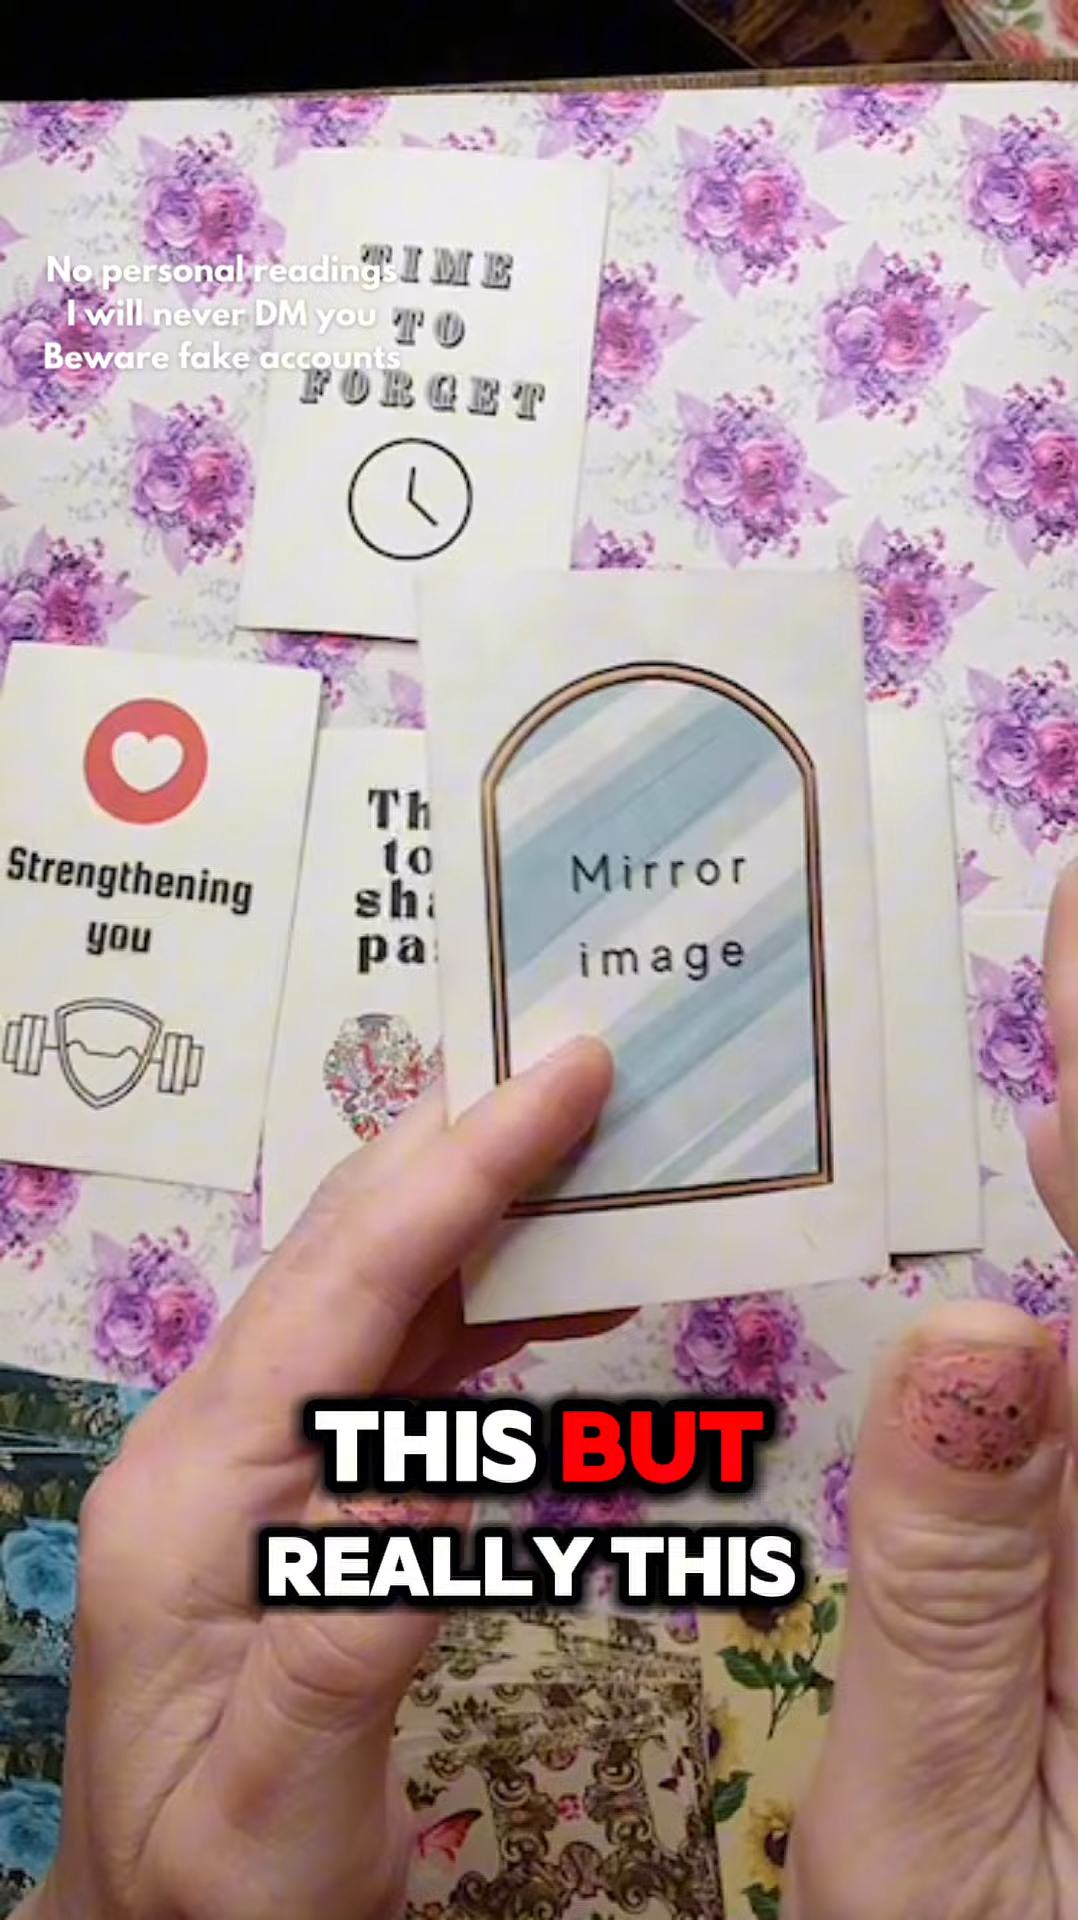 No personal readings
I will never DM you
Beware fake accounts
TIME
TO
FORGET
Strengthening
you
Th
to
sha
pa
Mirror
image
THIS BUT
REALLY THIS